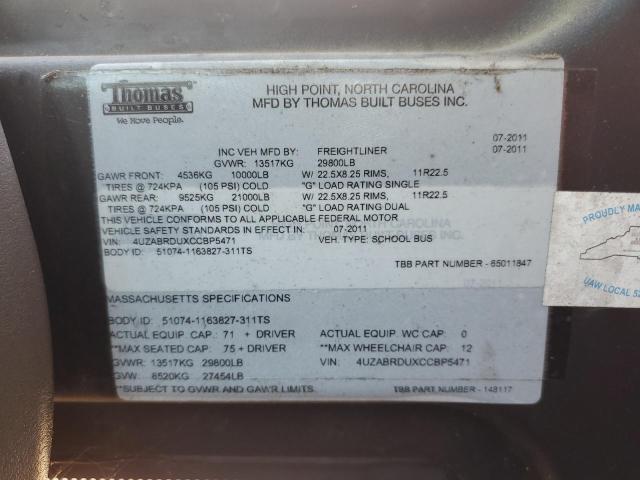 Thomas
BUILT BUSES
We Move People.
HIGH POINT, NORTH CAROLINA
MFD BY THOMAS BUILT BUSES INC.
07-2011
INC VEH MFD BY: FREIGHTLINER 07-2011
GVWR: 13517KG 29800LB
GAWR FRONT: 4536KG 10000LB W/ 22.5X8.25 RIMS, 11R22.5
TIRES @ 724KPA (105 PSI) COLD "G" LOAD RATING SINGLE
GAWR REAR: 9525KG 21000LB W/ 22.5X8.25 RIMS, 11R22.5
TIRES @ 724KPA (105 PSI) COLD "G" LOAD RATING DUAL
THIS VEHICLE CONFORMS TO ALL APPLICABLE FEDERAL MOTOR
VEHICLE SAFETY STANDARDS IN EFFECT IN 07-2011
VIN: 4UZABRDUXCCBP5471 VEH. TYPE: SCHOOL BUS
BODY ID: 51074-1163827-311TS
TBB PART NUMBER - 65011847
MASSACHUSETTS SPECIFICATIONS
BODY ID: 51074-1163827-311TS
ACTUAL EQUIP CAP: 71 + DRIVER ACTUAL EQUIP. WC CAP: 0
**MAX SEATED CAP: 75 + DRIVER **MAX WHEELCHAIR CAP: 12
GVWR: 13517KG 29800LB VIN: 4UZABRDUXCCBP5471
GVW: 8520KG 27454LB
**SUBJECT TO GVWR AND GAWR LIMITS. TBB PART NUMBER - 148117
PROUDLY MA
UAW LOCAL 52